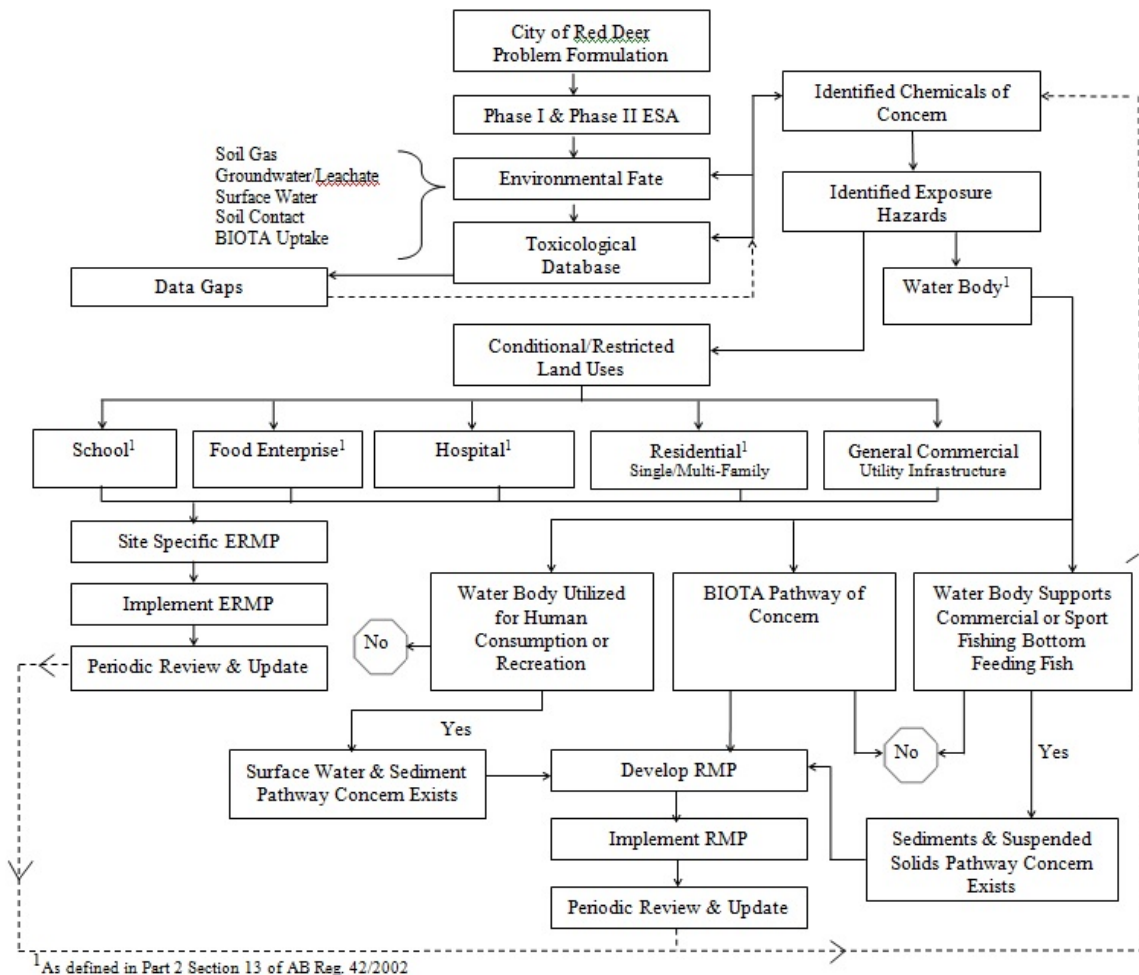 City of Red Deer
Problem Formulation
Identified Chemicals of
Concern
Phase I & Phase II ESA
Soil Gas
Groundwater/Leachate
Surface Water
Soil Contact
BIOTA Uptake
Environmental Fate
Identified Exposure
Hazards
Toxicological
Database
Data Gaps
Water Body¹
Conditional/Restricted
Land Uses
School¹
Food Enterprise¹
Hospital¹
Residential¹
Single/Multi-Family
General Commercial
Utility Infrastructure
Site Specific ERMP
Implement ERMP
Periodic Review & Update
Water Body Utilized
for Human
Consumption or
Recreation
No
BIOTA Pathway of
Concern
Water Body Supports
Commercial or Sport
Fishing Bottom
Feeding Fish
Yes
No
Yes
Surface Water & Sediment
Pathway Concern Exists
Develop RMP
Implement RMP
Sediments & Suspended
Solids Pathway Concern
Exists
Periodic Review & Update
¹As defined in Part 2 Section 13 of AB Reg. 42/2002